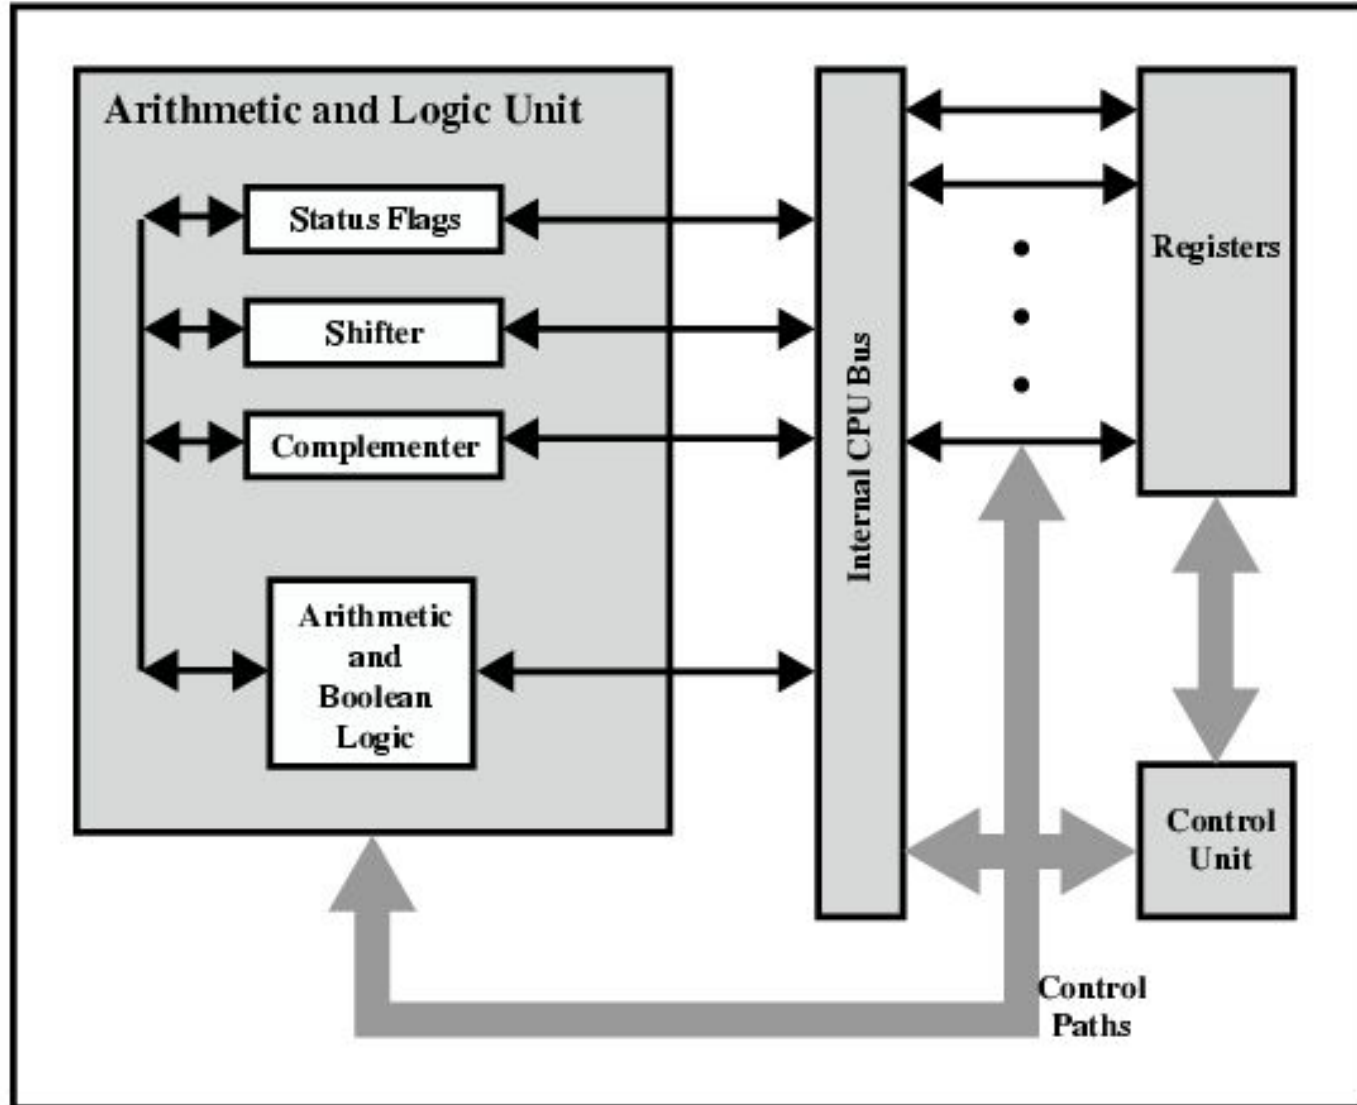 Arithmetic and Logic Unit
Status Flags
Shifter
Complementer
Arithmetic
and
Boolean
Logic
Internal CPU Bus
Registers
Control
Unit
Control
Paths